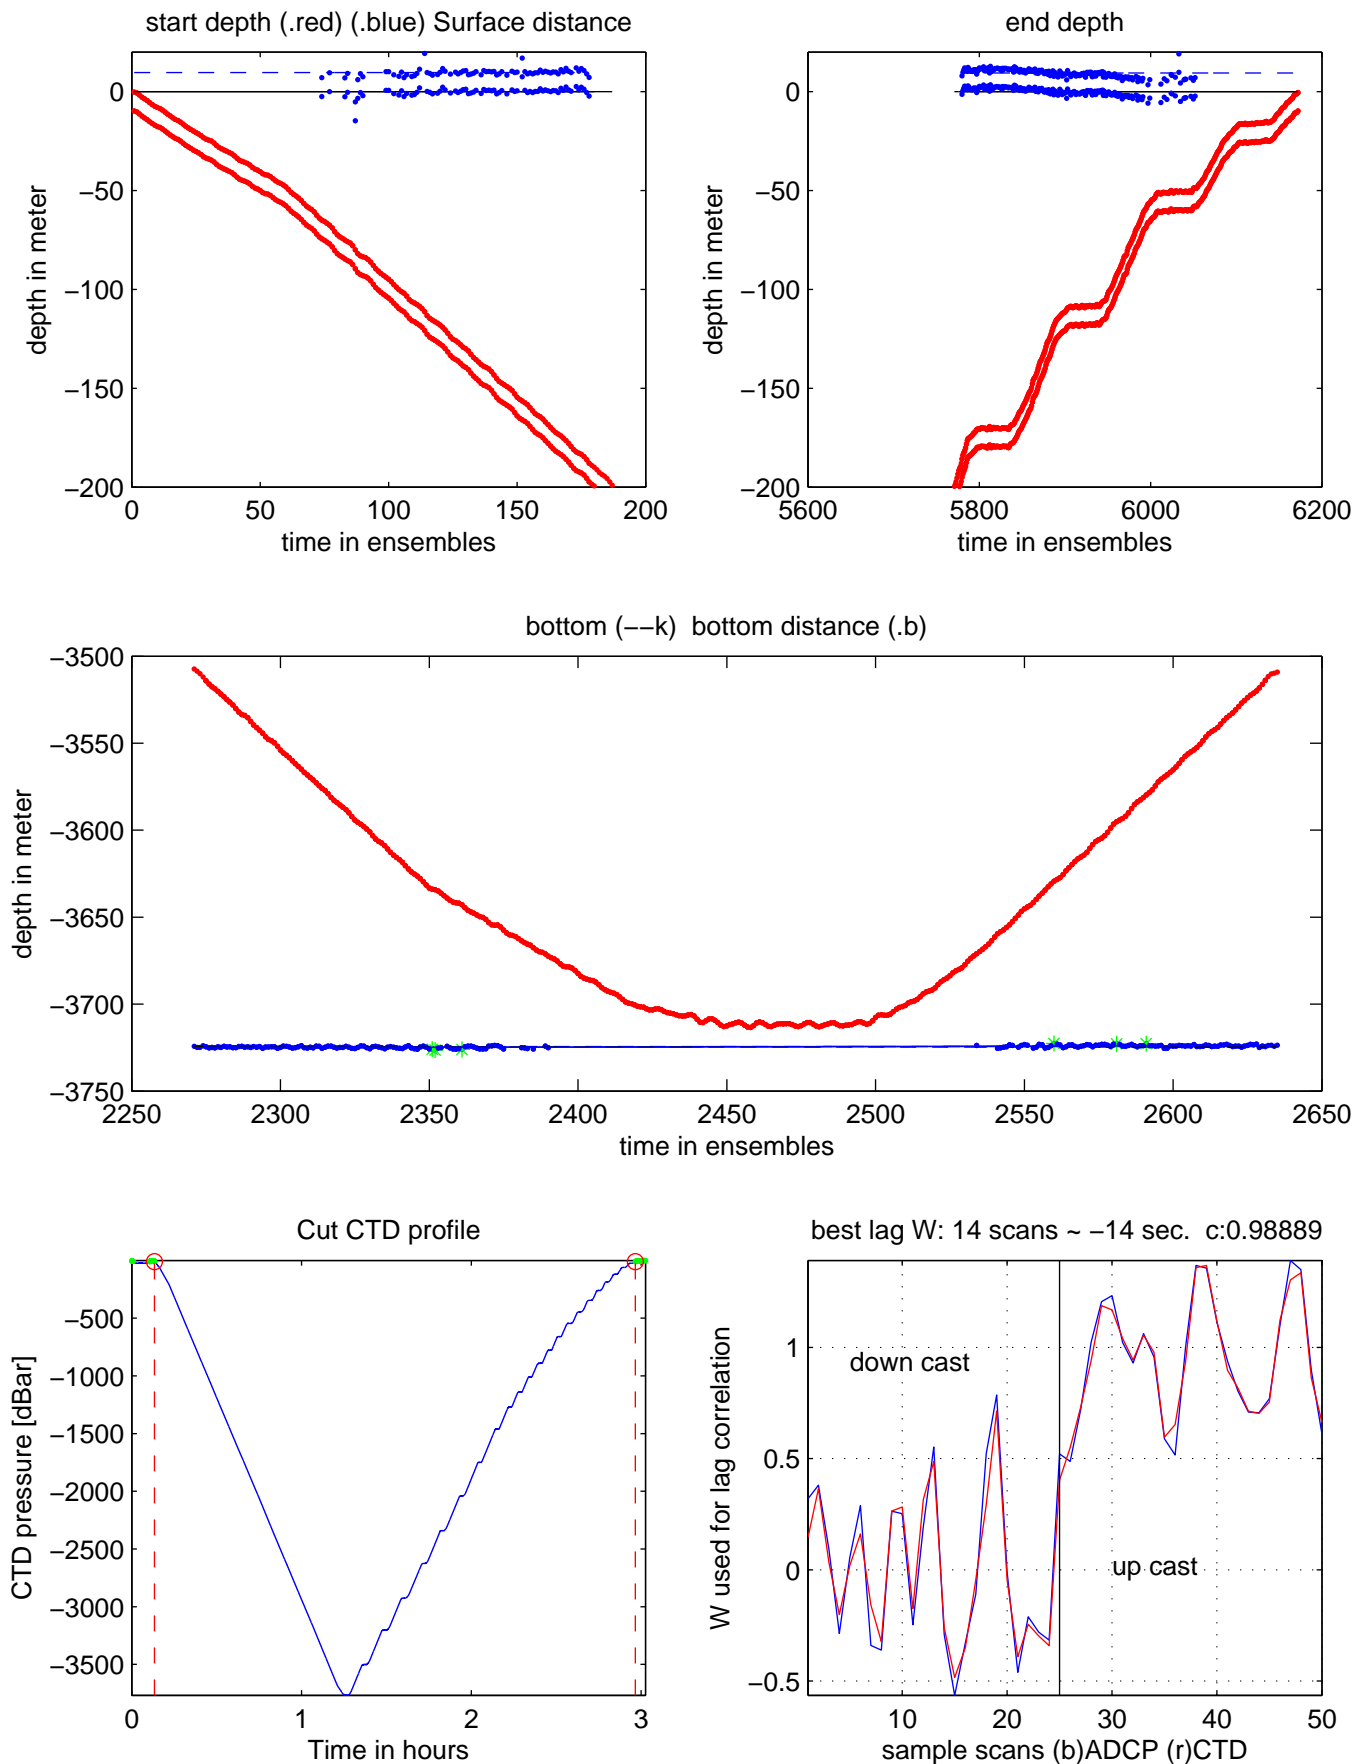 start depth (.red) (.blue) Surface distance
end depth
0
−50
−100
−150
−200
depth in meter
0 50 100 150 200
time in ensembles
0
−50
−100
−150
−200
depth in meter
5600 5800 6000 6200
time in ensembles
bottom (−−k)  bottom distance (.b)
−3500
−3550
−3600
−3650
−3700
−3750
depth in meter
2250 2300 2350 2400 2450 2500 2550 2600 2650
time in ensembles
Cut CTD profile
−500
−1000
−1500
−2000
−2500
−3000
−3500
CTD pressure [dBar]
0 1 2 3
Time in hours
best lag W: 14 scans ~ −14 sec.  c:0.98889
1
0.5
0
−0.5
W used for lag correlation
down cast
up cast
10 20 30 40 50
sample scans (b)ADCP (r)CTD